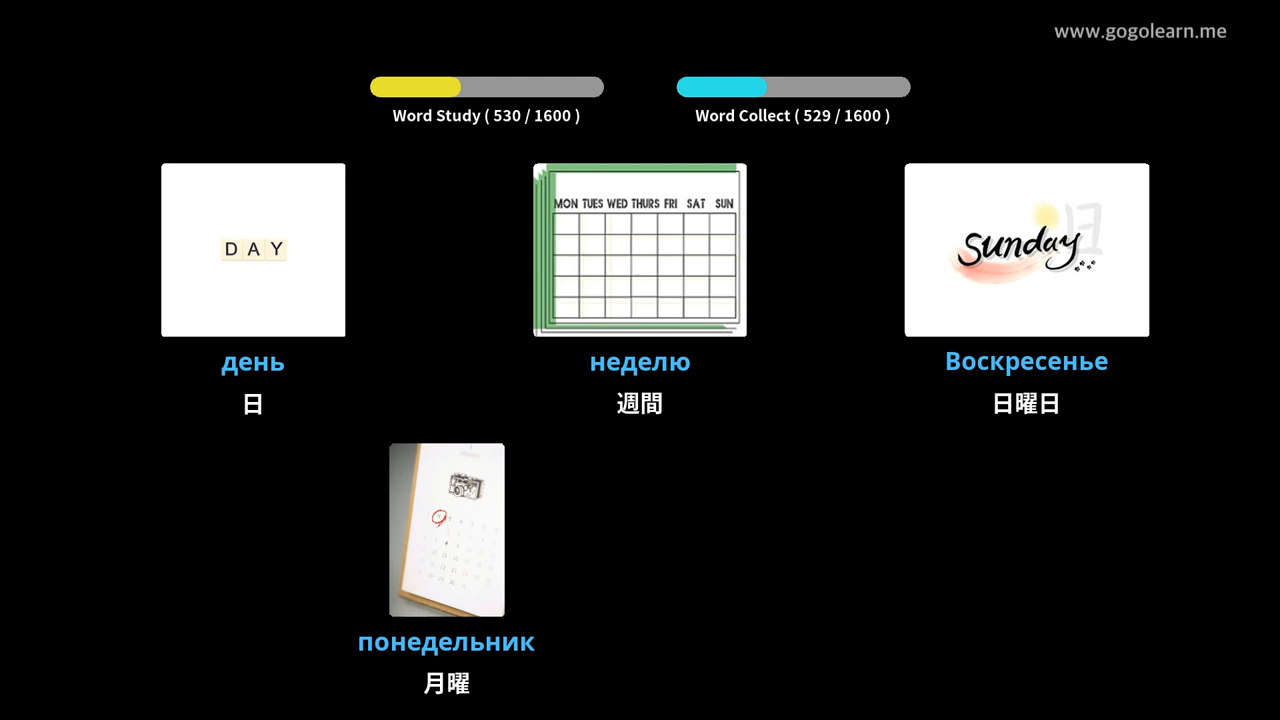 www.gogolearn.me
Word Study ( 530 / 1600 )
Word Collect ( 529 / 1600 )
DAY
MON TUES WED THURS FRI SAT SUN
Sunday
日
день
неделю
Воскресенье
日
週間
日曜日
понедельник
月曜